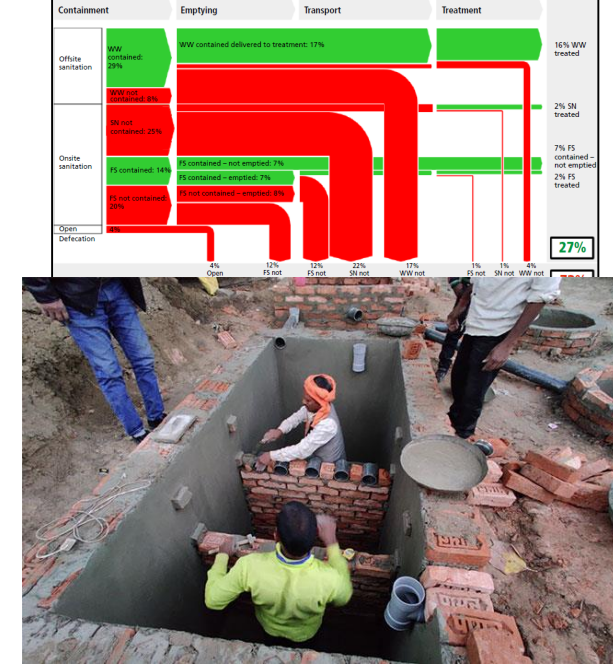 Containment Emptying Transport Treatment
Offsite
sanitation
WW
contained:
29%
WW contained delivered to treatment: 17%
16% WW
treated
WW not
contained: 8%
2% SN
treated
Onsite
sanitation
SN not
contained: 25%
FS contained: 14%
FS contained – not emptied: 7%
7% FS
contained –
not emptied
FS contained – emptied: 7%
2% FS
treated
FS not contained:
20%
FS not contained – emptied: 8%
Open
Defecation
4%
27%
4%
Open
12%
FS not
12%
FS not
22%
SN not
17%
WW not
1%
FS not
1%
SN not
4%
WW not